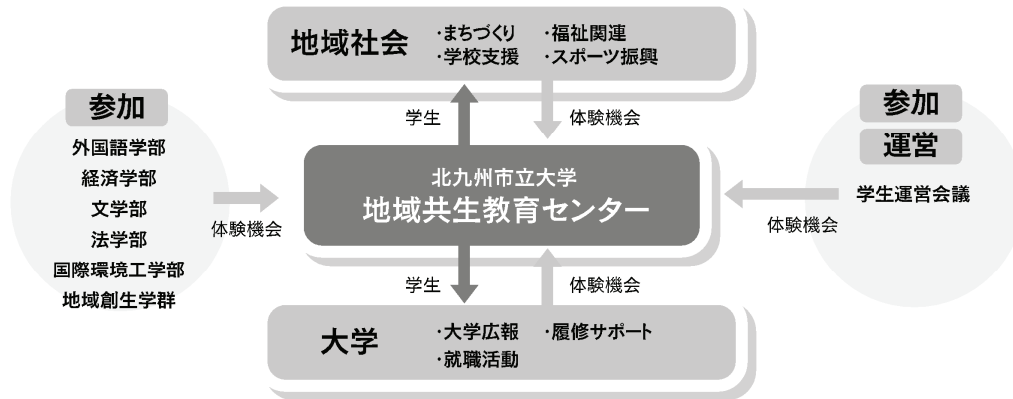 地域社会
・まちづくり ・福祉関連
・学校支援 ・スポーツ振興
学生
体験機会
参加
外国語学部
経済学部
文学部
法学部
国際環境工学部
地域創生学群
体験機会
北九州市立大学
地域共生教育センター
参加
運営
学生運営会議
体験機会
学生
体験機会
大学
・大学広報 ・履修サポート
・就職活動